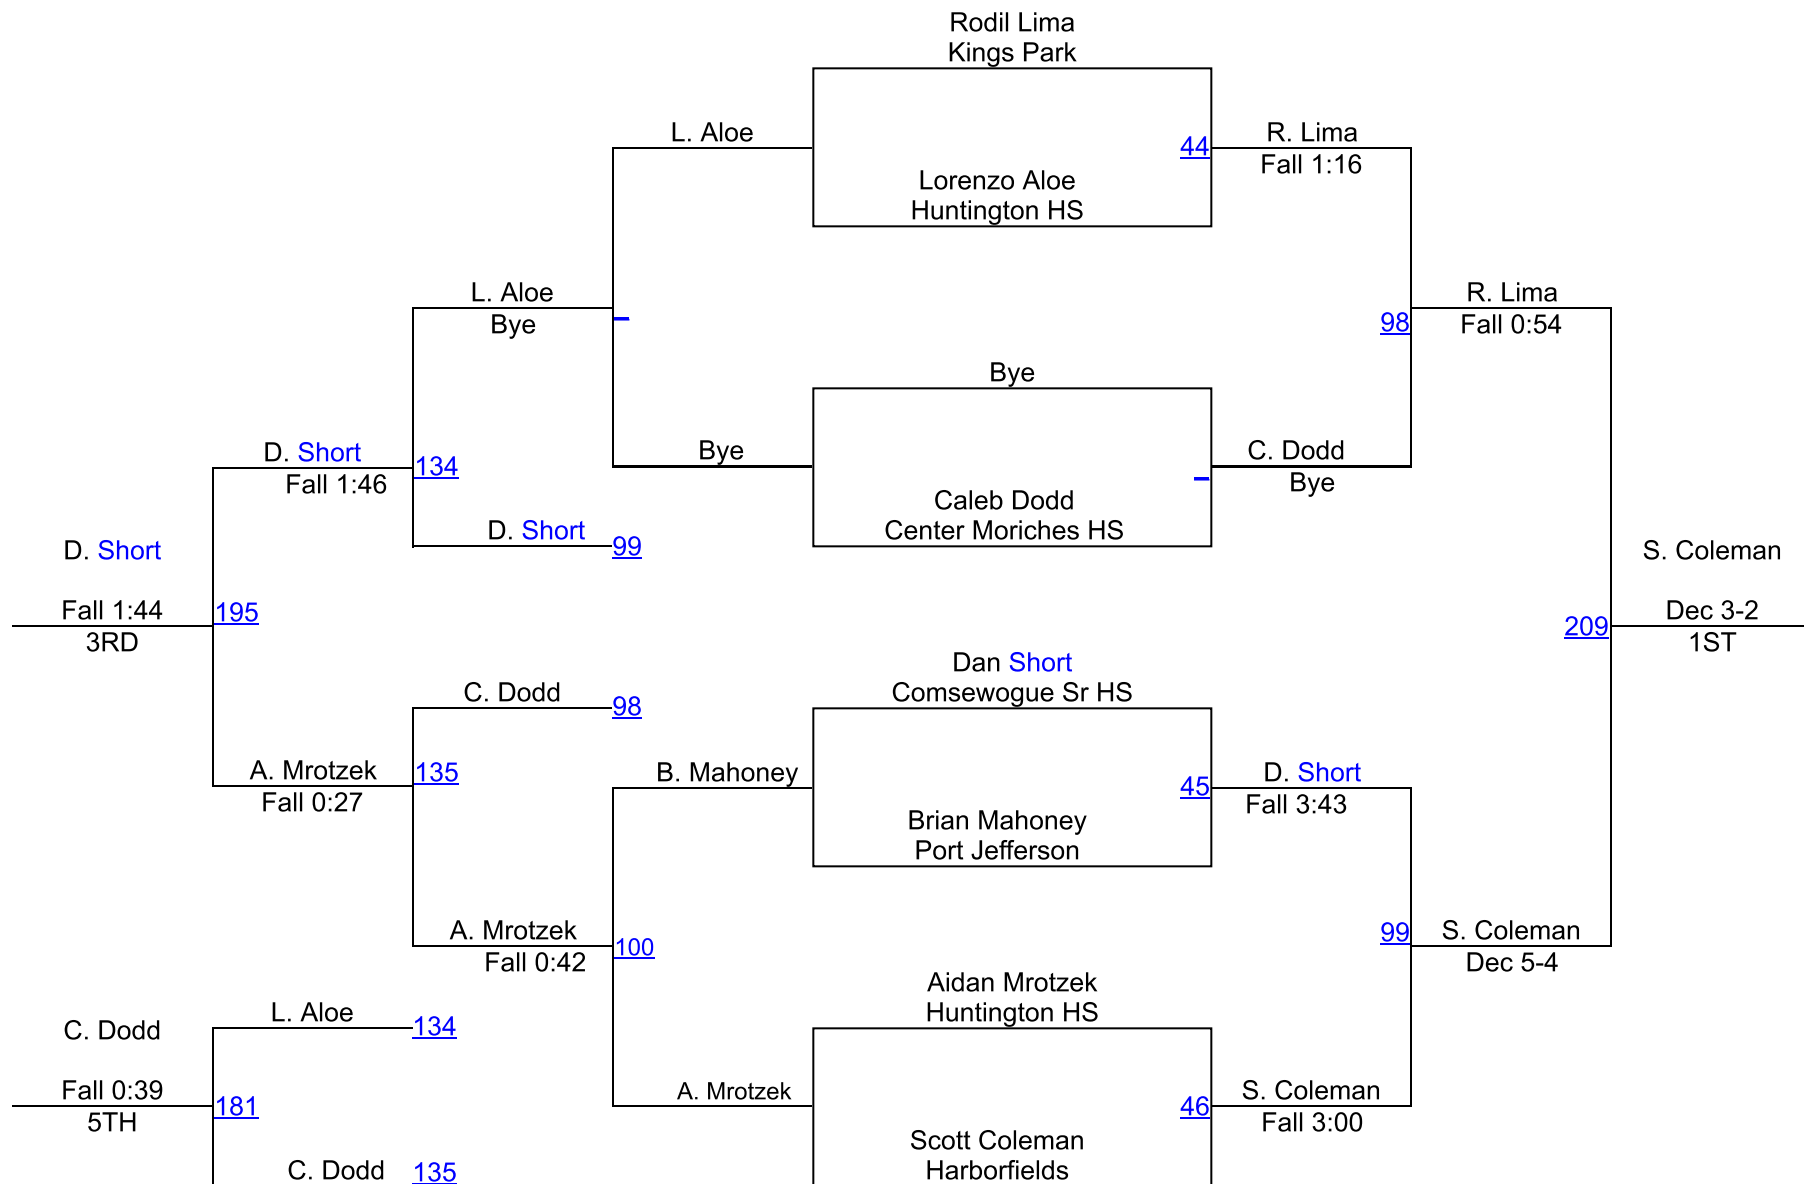 Rodil Lima
Kings Park
L. Aloe
44
R. Lima
Fall 1:16
Lorenzo Aloe
Huntington HS
L. Aloe
Bye
R. Lima
98
Fall 0:54
Bye
D. Short
134
Fall 1:46
Bye
C. Dodd
Bye
Caleb Dodd
Center Moriches HS
D. Short
99
D. Short
Fall 1:44
195
3RD
S. Coleman
Dec 3-2
209
1ST
Dan Short
Comsewogue Sr HS
C. Dodd
98
A. Mrotzek
135
Fall 0:27
B. Mahoney
45
D. Short
Fall 3:43
Brian Mahoney
Port Jefferson
A. Mrotzek
100
Fall 0:42
99
S. Coleman
Dec 5-4
Aidan Mrotzek
Huntington HS
L. Aloe
134
C. Dodd
Fall 0:39
181
5TH
A. Mrotzek
46
S. Coleman
Fall 3:00
Scott Coleman
Harborfields
C. Dodd
135